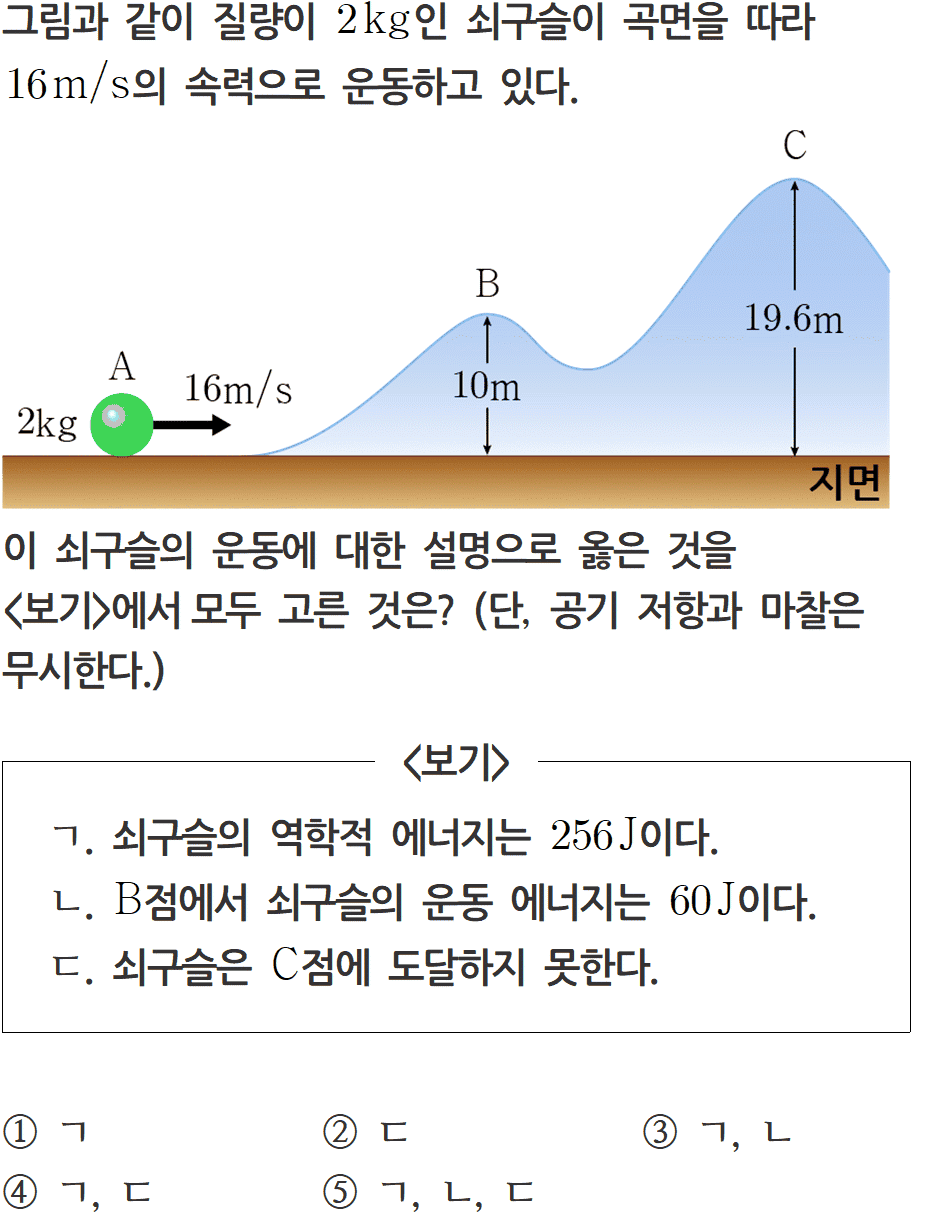 그림과 같이 질량이 2kg인 쇠구슬이 곡면을 따라
16m/s의 속력으로 운동하고 있다.
C
B
19.6m
A
16m/s
10m
2kg
지면
이 쇠구슬의 운동에 대한 설명으로 옳은 것을
<보기>에서 모두 고른 것은? (단, 공기 저항과 마찰은
무시한다.)
<보기>
ㄱ. 쇠구슬의 역학적 에너지는 256J이다.
ㄴ. B점에서 쇠구슬의 운동 에너지는 60J이다.
ㄷ. 쇠구슬은 C점에 도달하지 못한다.
① ㄱ ② ㄷ ③ ㄱ, ㄴ
④ ㄱ, ㄷ ⑤ ㄱ, ㄴ, ㄷ